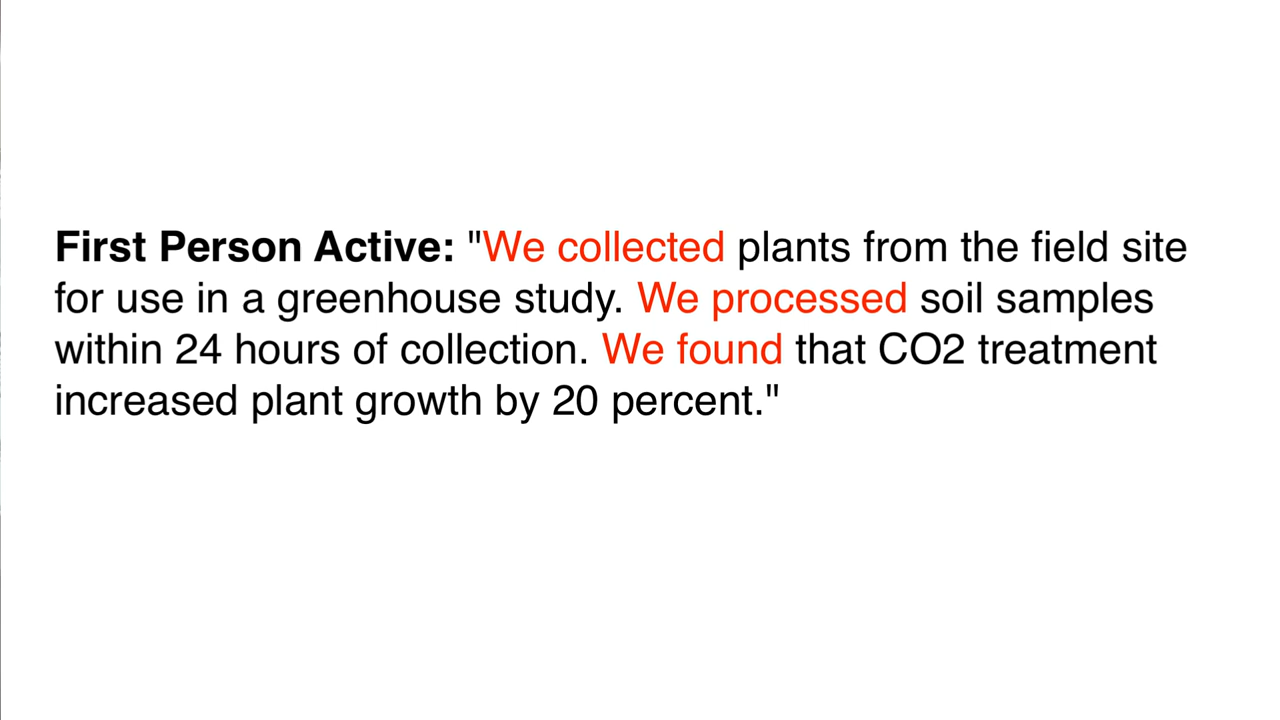 First Person Active: "We collected plants from the field site
for use in a greenhouse study. We processed soil samples
within 24 hours of collection. We found that CO2 treatment
increased plant growth by 20 percent."